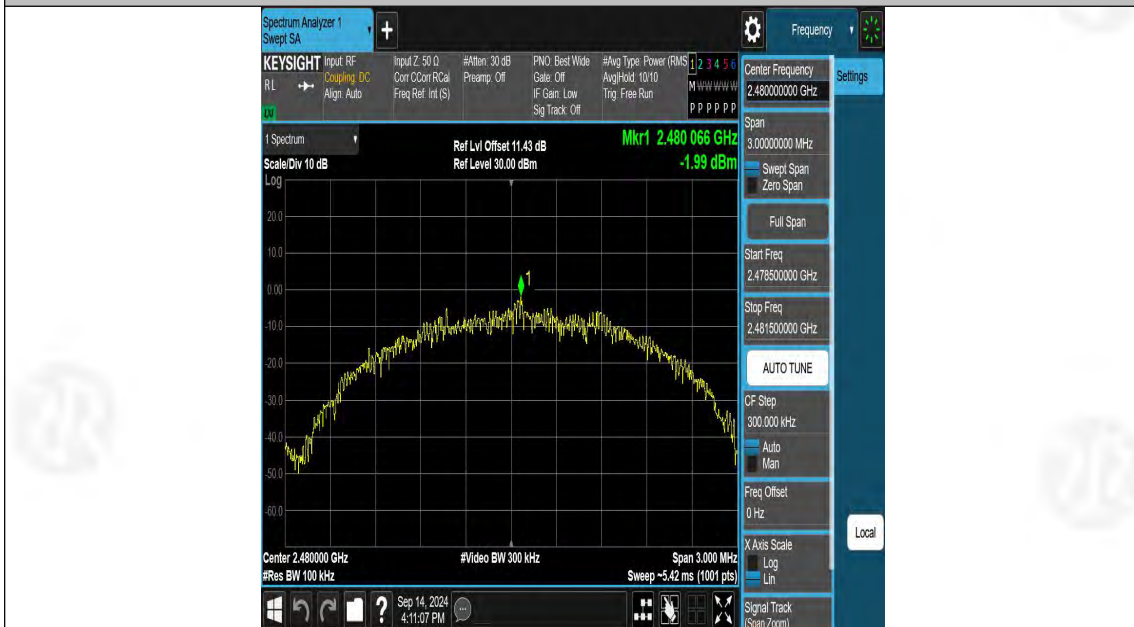 Spectrum Analyzer 1
Swept SA
+
Frequency
KEYSIGHT
RL
Input: RF
Coupling: DC
Align: Auto
Input Z: 50 Ω
Corr CCorr RCal
Freq Ref: Int (S)
#Atten: 30 dB
Preamp: Off
PNO: Best Wide
Gate: Off
IF Gain: Low
Sig Track: Off
#Avg Type: Power (RMS
Avg|Hold: 10/10
Trig: Free Run
1 2 3 4 5 6
M W W W W W
P P P P P P
1 Spectrum
Scale/Div 10 dB
Log
Ref Lvl Offset 11.43 dB
Ref Level 30.00 dBm
Mkr1 2.480 066 GHz
-1.99 dBm
20.0
10.0
0.00
-10.0
-20.0
-30.0
-40.0
-50.0
-60.0
1
Center 2.480000 GHz
#Res BW 100 kHz
#Video BW 300 kHz
Span 3.000 MHz
Sweep ~5.42 ms (1001 pts)
Sep 14, 2024
4:11:07 PM
Center Frequency
2.480000000 GHz
Settings
Span
3.00000000 MHz
Swept Span
Zero Span
Full Span
Start Freq
2.478500000 GHz
Stop Freq
2.481500000 GHz
AUTO TUNE
CF Step
300.000 kHz
Auto
Man
Freq Offset
0 Hz
X Axis Scale
Log
Lin
Local
Signal Track
(Span Zoom)